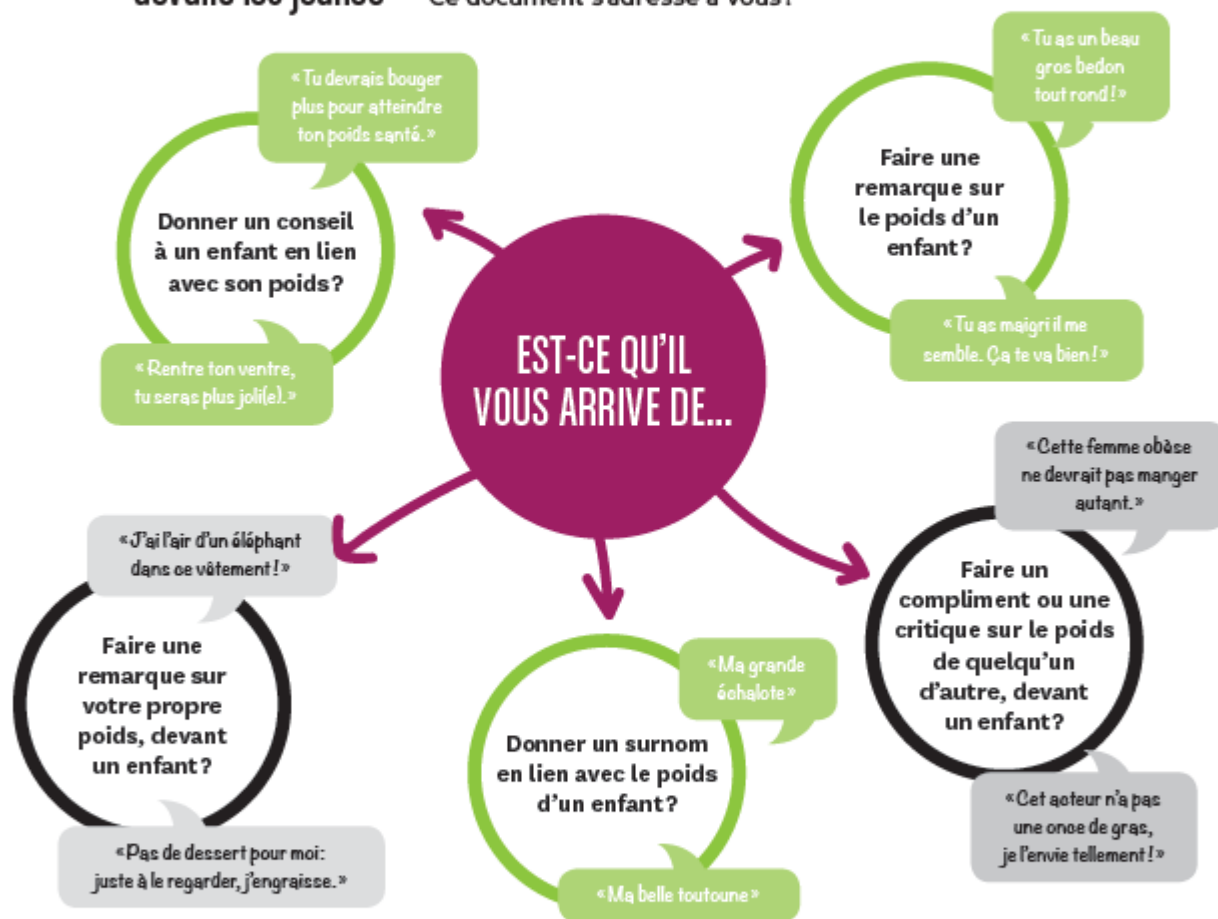 devant les jeunes Ce document s'adresse à vous!
«Tu devrais bouger
plus pour atteindre
ton poids santé.»
Donner un conseil
à un enfant en lien
avec son poids?
«Rentre ton ventre,
tu seras plus joli(e).»
«Tu as un beau
gros bedon
tout rond!»
Faire une
remarque sur
le poids d'un
enfant?
«Tu as maigri il me
semble. Ça te va bien!»
EST-CE QU'IL
VOUS ARRIVE DE...
«J'ai l'air d'un éléphant
dans ce vêtement!»
Faire une
remarque sur
votre propre
poids, devant
un enfant?
«Pas de dessert pour moi:
juste à le regarder, j'engraisse.»
«Ma grande
échalote»
Donner un surnom
en lien avec le poids
d'un enfant?
«Ma belle toutoune»
«Cette femme obèse
ne devrait pas manger
autant.»
Faire un
compliment ou une
critique sur le poids
de quelqu'un
d'autre, devant
un enfant?
«Cet acteur n'a pas
une once de gras,
je l'envie tellement!»